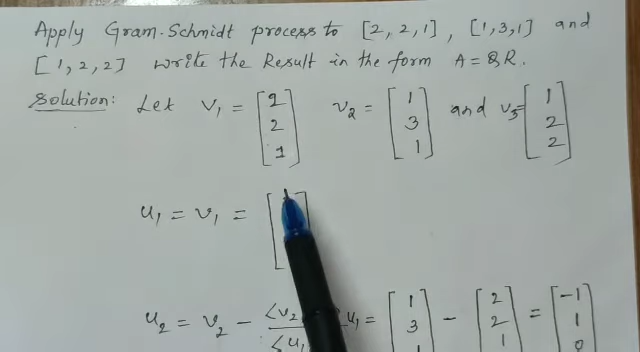 Apply Gram-Schmidt process to [2,2,1], [1,3,1] and
[1,2,2] write the Result in the form A = QR.
Solution: Let V₁ = [2 2 1] V₂ = [1 3 1] and V₃ = [1 2 2]
U₁ = V₁ = [
U₂ = V₂ - <V₂ U₁ / <U₁ = [1 3 1] - [2 2 1] = [-1 1 0]